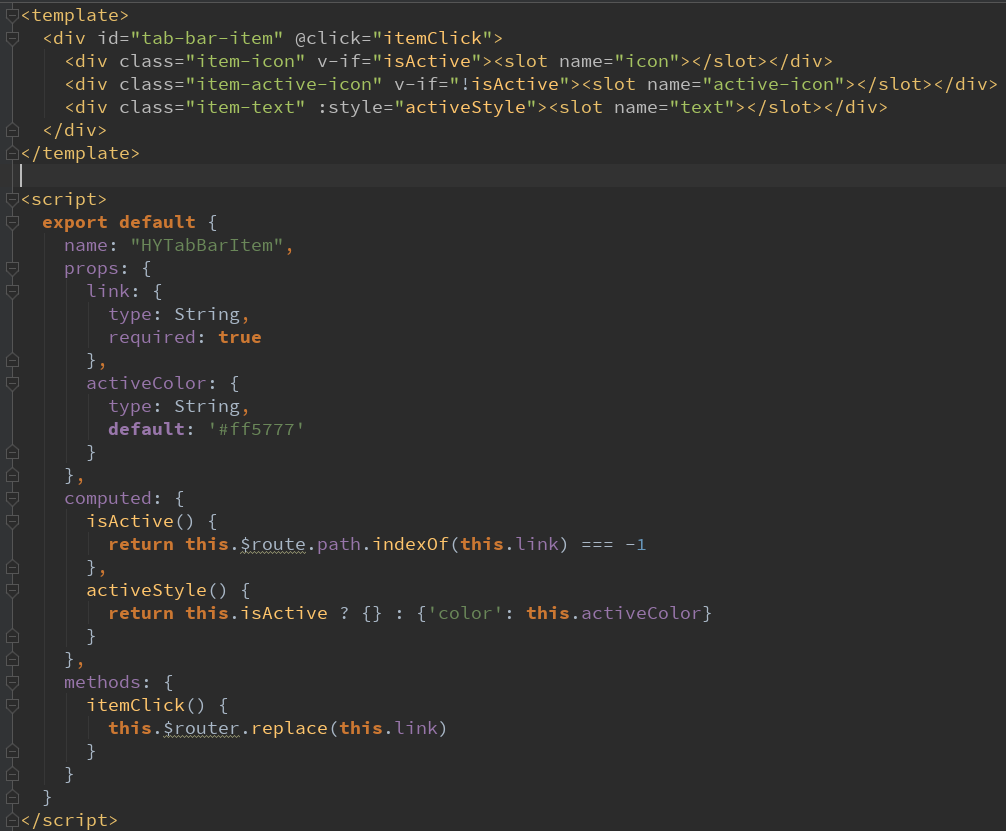 <template>
  <div id="tab-bar-item" @click="itemClick">
    <div class="item-icon" v-if="isActive"><slot name="icon"></slot></div>
    <div class="item-active-icon" v-if="!isActive"><slot name="active-icon"></slot></div>
    <div class="item-text" :style="activeStyle"><slot name="text"></slot></div>
  </div>
</template>

<script>
  export default {
    name: "HYTabBarItem",
    props: {
      link: {
        type: String,
        required: true
      },
      activeColor: {
        type: String,
        default: '#ff5777'
      }
    },
    computed: {
      isActive() {
        return this.$route.path.indexOf(this.link) === -1
      },
      activeStyle() {
        return this.isActive ? {} : {'color': this.activeColor}
      }
    },
    methods: {
      itemClick() {
        this.$router.replace(this.link)
      }
    }
  }
</script>